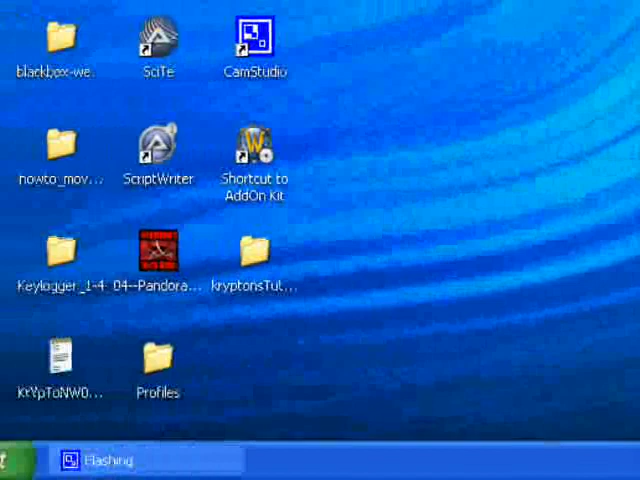 blackbox-we...
SciTe
CamStudio
howto_mov...
ScriptWriter
Shortcut to
AddOn Kit
Keylogger_1-4
04--Pandora...
kryptonsTut...
KrYpToNW0...
Profiles
Flashing